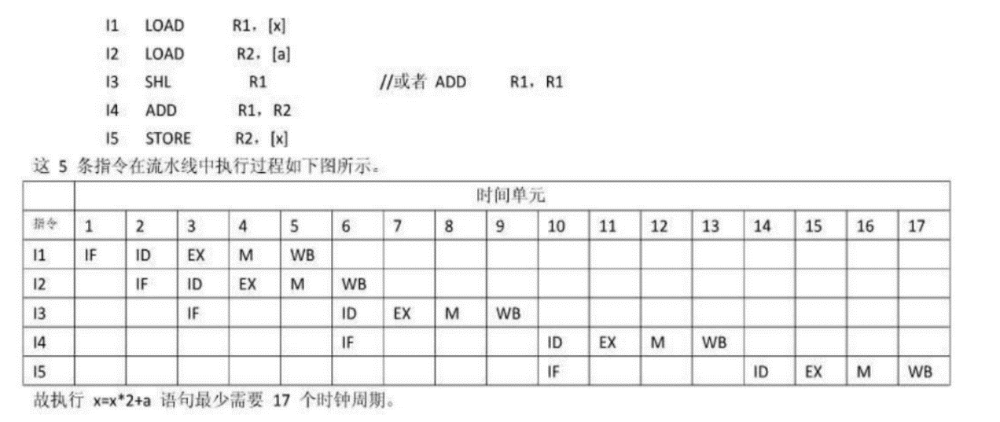 I1 LOAD R1，[x]
I2 LOAD R2，[a]
I3 SHL R1 //或者 ADD R1，R1
I4 ADD R1，R2
I5 STORE R2，[x]
这 5 条指令在流水线中执行过程如下图所示。
时间单元
指令 1 2 3 4 5 6 7 8 9 10 11 12 13 14 15 16 17
I1 IF ID EX M WB
I2 IF ID EX M WB
I3 IF ID EX M WB
I4 IF ID EX M WB
I5 IF ID EX M WB
故执行 x=x*2+a 语句最少需要 17 个时钟周期。